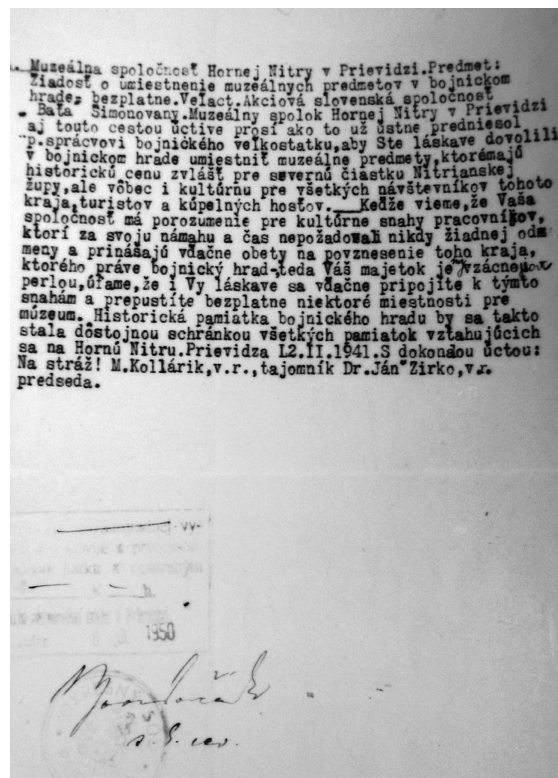 . Muzeálna spoločnosť Hornej Nitry v Prievidzi.Predmet:
Žiadosť o umiestnenie muzeálnych predmetov v bojnickom
hrade, bezplatne.Veľact.Akciová slovenská spoločnosť
. Baťa Šimonovany.Muzeálny spolok Hornej Nitry v Prievidzi
aj touto cestou úctive prosí ako to už ústne predniesol
p.správcovi bojnického veľkostatku,aby Ste láskave dovolili
v bojnickom hrade umiestniť muzeálne predmety,ktorémajú
historickú cenu zvlášť pre severnú čiastku Nitrianskej
župy,ale vôbec i kultúrnu pre všetkých návštevníkov tohoto
kraja,turistov a kúpeľných hosťov. Keďže vieme,že Vaša
spoločnosť má porozumenie pre kultúrne snahy pracovníkov,
ktorí za svoju námahu a čas nepožadovali nikdy žiadnej odm
meny a prinášajú vďačne obety na povznesenie toho kraja,
ktorého práve bojnický hrad-teda Váš majetok je vzácnou
perlou,úfame,že i Vy láskave sa vďačne pripojíte k týmto
snahám a prepustíte bezplatne niektoré miestnosti pre
múzeum. Historická pamiatka bojnického hradu by sa takto
stala dôstojnou schránkou všetkých pamiatok vzťahujúcich
sa na Hornú Nitru.Prievidza 12.II.1941.S dokonalou úctou:
Na stráž! M.Kollárik,v.r.,tajomník Dr.Ján Žirko,v.r.
predseda.
K h
1950